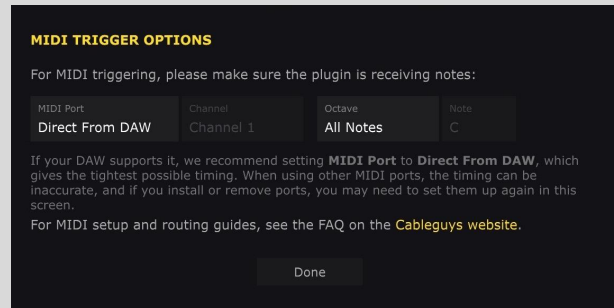 MIDI TRIGGER OPTIONS
For MIDI triggering, please make sure the plugin is receiving notes:
MIDI Port Channel Octave Note
Direct From DAW Channel 1 All Notes C
If your DAW supports it, we recommend setting MIDI Port to Direct From DAW, which
gives the tightest possible timing. When using other MIDI ports, the timing can be
inaccurate, and if you install or remove ports, you may need to set them up again in this
screen.
For MIDI setup and routing guides, see the FAQ on the Cableguys website.
Done